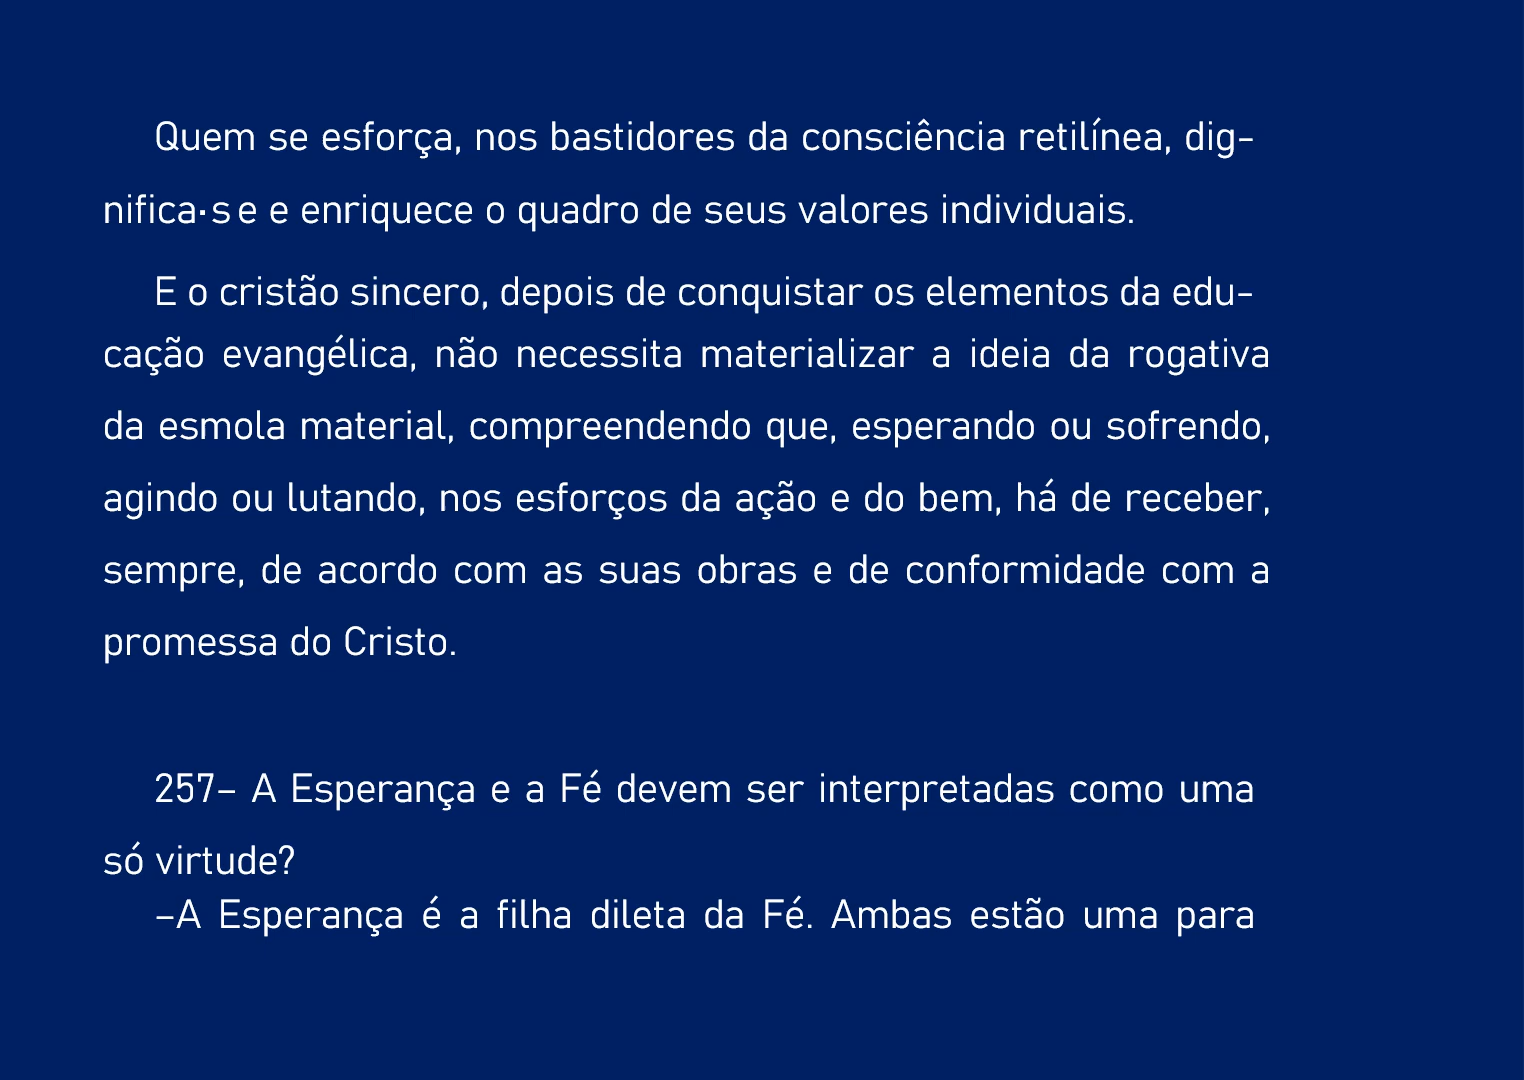 Quem se esforça, nos bastidores da consciência retilínea, dig-
nifica·se e enriquece o quadro de seus valores individuais.
E o cristão sincero, depois de conquistar os elementos da edu-
cação evangélica, não necessita materializar a ideia da rogativa
da esmola material, compreendendo que, esperando ou sofrendo,
agindo ou lutando, nos esforços da ação e do bem, há de receber,
sempre, de acordo com as suas obras e de conformidade com a
promessa do Cristo.
257– A Esperança e a Fé devem ser interpretadas como uma
só virtude?
–A Esperança é a filha dileta da Fé. Ambas estão uma para